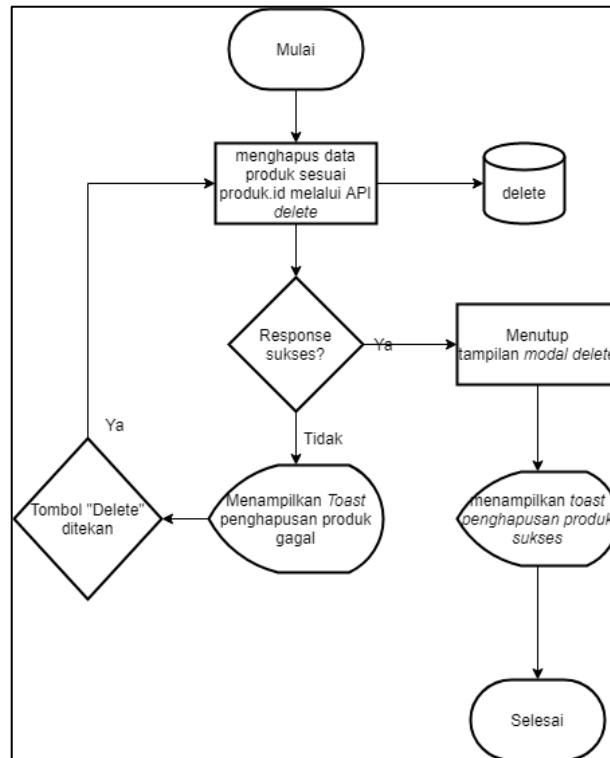 Mulai
menghapus data
produk sesuai
produk.id melalui API
delete
delete
Response
sukses?
Ya
Menutup
tampilan modal delete
Tidak
Ya
Tombol "Delete"
ditekan
Menampilkan Toast
penghapusan produk
gagal
menampilkan toast
penghapusan produk
sukses
Selesai